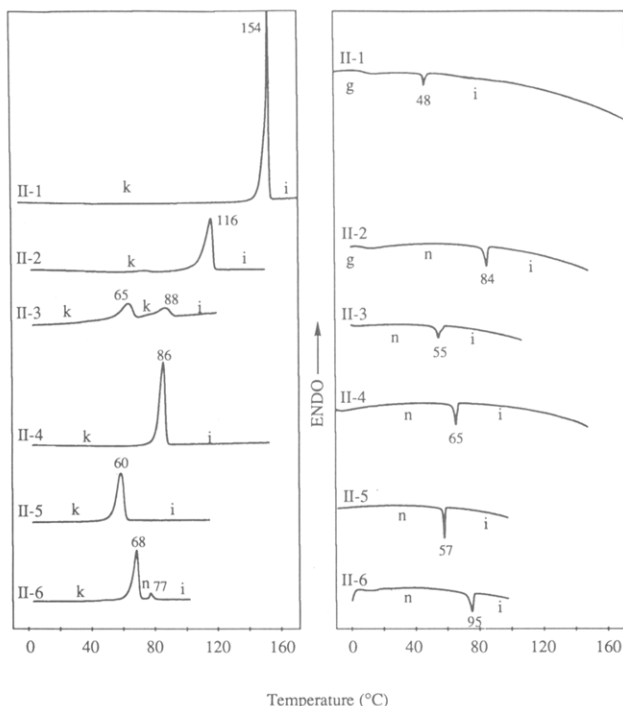 154
II-1 k i
116
II-2 k i
65 k 88
II-3 k i
86
II-4 k i
60
II-5 k i
68
n 77
II-6 k i
0 40 80 120 160
ENDO
II-1
g 48 i
II-2
g n 84 i
II-3
n 55 i
II-4
n 65 i
II-5
n 57 i
II-6
n 95 i
0 40 80 120 160
Temperature (°C)